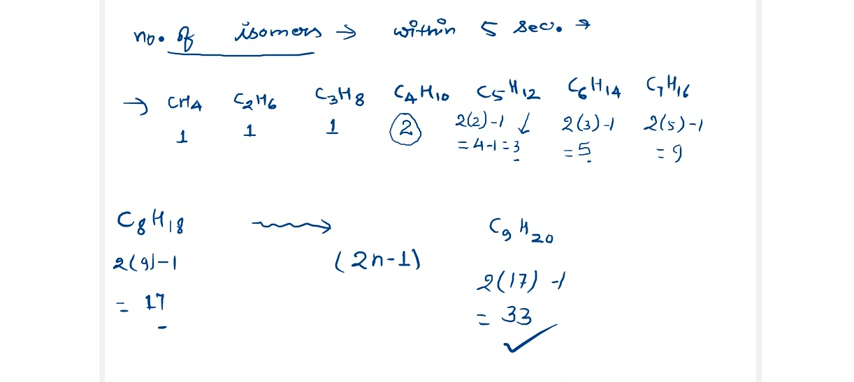 no. of isomers → within 5 sec. →
→ CH4 C2H6 C3H8 C4H10 C5H12 C6H14 C7H16
1 1 1 2 2(2)-1 ↓ 2(3)-1 2(5)-1
= 4-1 = 3 = 5 = 9
C8H18 → C9H20
2(9)-1 (2n-1) 2(17)-1
= 17 = 33 ✓